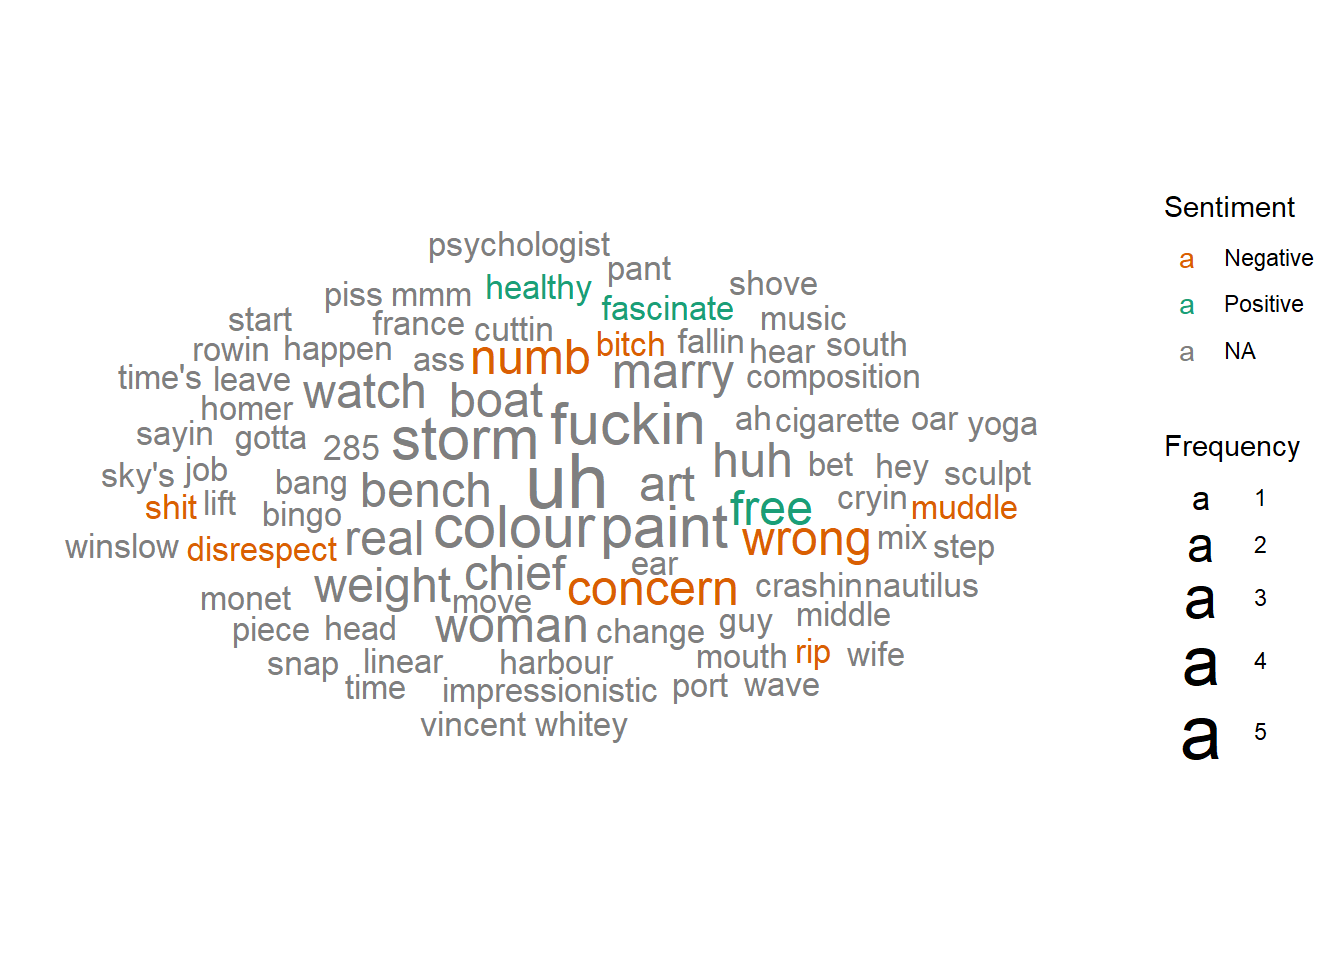 psychologist
pant
healthy
shove
piss mmm
fascinate
start
france
cuttin
music
rowin
happen
ass
numb
bitch
fallin
hear
south
time's
leave
watch
boat
marry
composition
homer
fuckin
ah
cigarette
oar
yoga
sayin
gotta
285
storm
huh
bet
hey
sculpt
sky's
job
bang
bench
uh
art
shit
lift
bingo
free
cryin
muddle
winslow
disrespect
real
colour
paint
wrong
mix
step
ear
monet
weight
chief
concern
crashin
nautilus
move
piece
head
woman
change
guy
middle
snap
linear
harbour
mouth
rip
wife
time
impressionistic
port
wave
vincent
whitey
Sentiment
a Negative
a Positive
a NA
Frequency
a 1
a 2
a 3
a 4
a 5